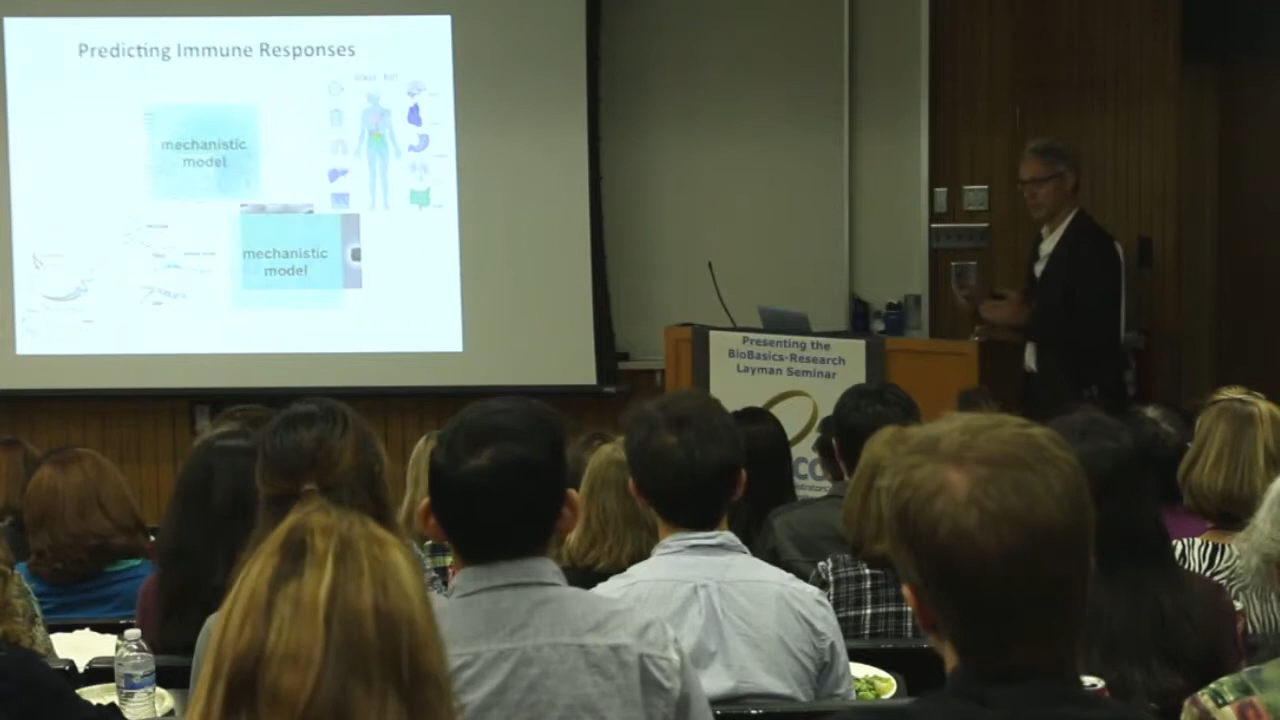 Predicting Immune Responses
mechanistic
model
mechanistic
model
Presenting the
BioBasics-Research
Layman Seminar